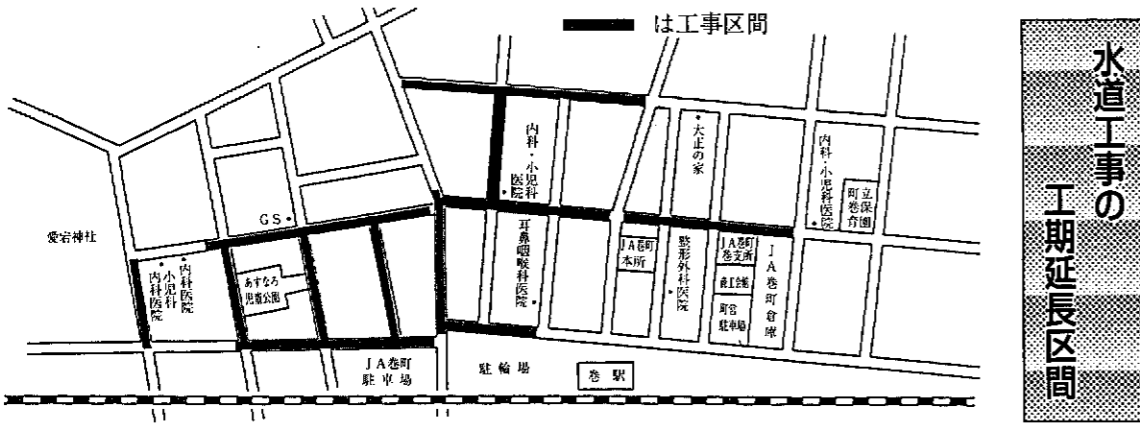 水道工事の
工期延長区間
は工事区間
内科・小児科
医院
大正の家
内科・小児科医院
町立巻
保育園
GS
愛宕神社
内科医院
小児科
内科医院
あすなろ
児童公園
耳鼻咽喉科医院
JA巻町
本所
整形外科医院
JA巻町
巻支所
商工会館
町営
駐車場
JA巻町倉庫
JA巻町
駐車場
駐輪場
巻駅